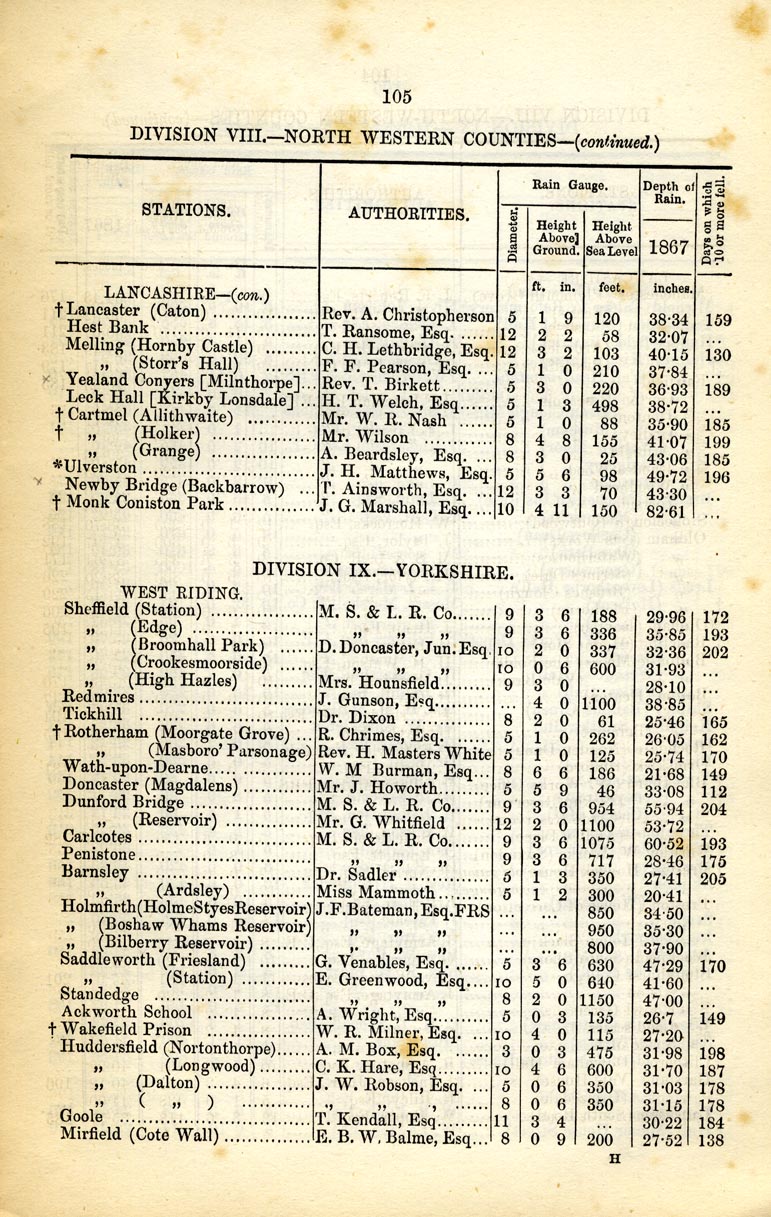 105
DIVISION VIII.—NORTH WESTERN COUNTIES—(continued.)
STATIONS. AUTHORITIES. Rain Gauge. Depth of Rain. Days on which ·10 or more fell.
Diameter. Height Above] Ground. Height Above Sea Level 1867
ft. in. feet. inches.
LANCASHIRE—(con.)
†Lancaster (Caton) .................. Rev. A. Christopherson 5 1 9 120 38·34 159
Hest Bank ........................... T. Ransome, Esq. ...... 12 2 2 58 32·07 ...
Melling (Hornby Castle) ......... C. H. Lethbridge, Esq. 12 3 2 103 40·15 130
„ (Storr's Hall) ............ F. F. Pearson, Esq. ... 5 1 0 210 37·84 ...
× Yealand Conyers [Milnthorpe]... Rev. T. Birkett......... 5 3 0 220 36·93 189
Leck Hall [Kirkby Lonsdale] ... H. T. Welch, Esq...... 5 1 3 498 38·72 ...
†Cartmel (Allithwaite) ............ Mr. W. R. Nash ...... 5 1 0 88 35·90 185
† „ (Holker) .................. Mr. Wilson ............ 8 4 8 155 41·07 199
„ (Grange) .................. A. Beardsley, Esq. ... 8 3 0 25 43·06 185
*Ulverston .............................. J. H. Matthews, Esq. 5 5 6 98 49·72 196
× Newby Bridge (Backbarrow) ... T. Ainsworth, Esq. ... 12 3 3 70 43·30 ...
† Monk Coniston Park............... J. G. Marshall, Esq. ... 10 4 11 150 82·61 ...
DIVISION IX.—YORKSHIRE.
WEST RIDING.
Sheffield (Station) .................. M. S. & L. R. Co....... 9 3 6 188 29·96 172
„ (Edge) ..................... „ „ „ 9 3 6 336 35·85 193
„ (Broomhall Park) ...... D. Doncaster, Jun. Esq. 10 2 0 337 32·36 202
„ (Crookesmoorside) ...... „ „ „ 10 0 6 600 31·93 ...
„ (High Hazles) ......... Mrs. Hounsfield......... 9 3 0 ... 28·10 ...
Redmires .............................. J. Gunson, Esq......... ... 4 0 1100 38·85 ...
Tickhill .............................. Dr. Dixon ............... 8 2 0 61 25·46 165
†Rotherham (Moorgate Grove) ... R. Chrimes, Esq. ...... 5 1 0 262 26·05 162
„ (Masboro' Parsonage) Rev. H. Masters White 5 1 0 125 25·74 170
Wath-upon-Dearne.................. W. M Burman, Esq... 8 6 6 186 21·68 149
Doncaster (Magdalens) ............ Mr. J. Howorth......... 5 5 9 46 33·08 112
Dunford Bridge ..................... M. S. & L. R. Co....... 9 3 6 954 55·94 204
„ (Reservoir) ............... Mr. G. Whitfield ...... 12 2 0 1100 53·72 ...
Carlcotes .............................. M. S. & L. R. Co....... 9 3 6 1075 60·52 193
Penistone.............................. „ „ „ 9 3 6 717 28·46 175
Barnsley .............................. Dr. Sadler ............... 5 1 3 350 27·41 205
„ (Ardsley) ............... Miss Mammoth......... 5 1 2 300 20·41 ...
Holmfirth(HolmeStyesReservoir) J.F.Bateman,Esq.FRS ... ... 850 34·50 ...
„ (Boshaw Whams Reservoir) „ „ „ ... ... 950 35·30 ...
„ (Bilberry Reservoir) ......... „ „ „ ... ... 800 37·90 ...
Saddleworth (Friesland) ......... G. Venables, Esq. ...... 5 3 6 630 47·29 170
„ (Station) ............... E. Greenwood, Esq.... 10 5 0 640 41·60 ...
Standedge .............................. „ „ „ 8 2 0 1150 47·00 ...
Ackworth School .................. A. Wright, Esq......... 5 0 3 135 26·7 149
†Wakefield Prison .................. W. R. Milner, Esq. ... 10 4 0 115 27·20 ...
Huddersfield (Nortonthorpe)...... A. M. Box, Esq. ...... 3 0 3 475 31·98 198
„ (Longwood) ......... C. K. Hare, Esq......... 10 4 6 600 31·70 187
„ (Dalton) ............... J. W. Robson, Esq. ... 5 0 6 350 31·03 178
„ ( „ ) ............ „ „ , ...... 8 0 6 350 31·15 178
Goole .................................... T. Kendall, Esq......... 11 3 4 ... 30·22 184
Mirfield (Cote Wall) ............... E. B. W. Balme, Esq... 8 0 9 200 27·52 138
H